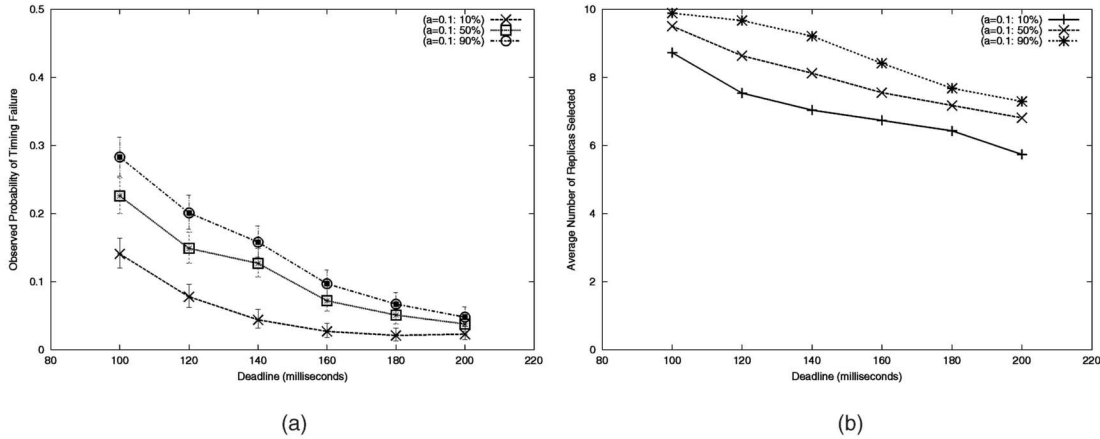 0.5
0.4
0.3
0.2
0.1
0
80
100
120
140
160
180
200
220
Observed Probability of Timing Failure
Deadline (milliseconds)
(a=0.1: 10%)
(a=0.1: 50%)
(a=0.1: 90%)
(a)
10
8
6
4
2
0
80
100
120
140
160
180
200
220
Average Number of Replicas Selected
Deadline (milliseconds)
(a=0.1: 10%)
(a=0.1: 50%)
(a=0.1: 90%)
(b)